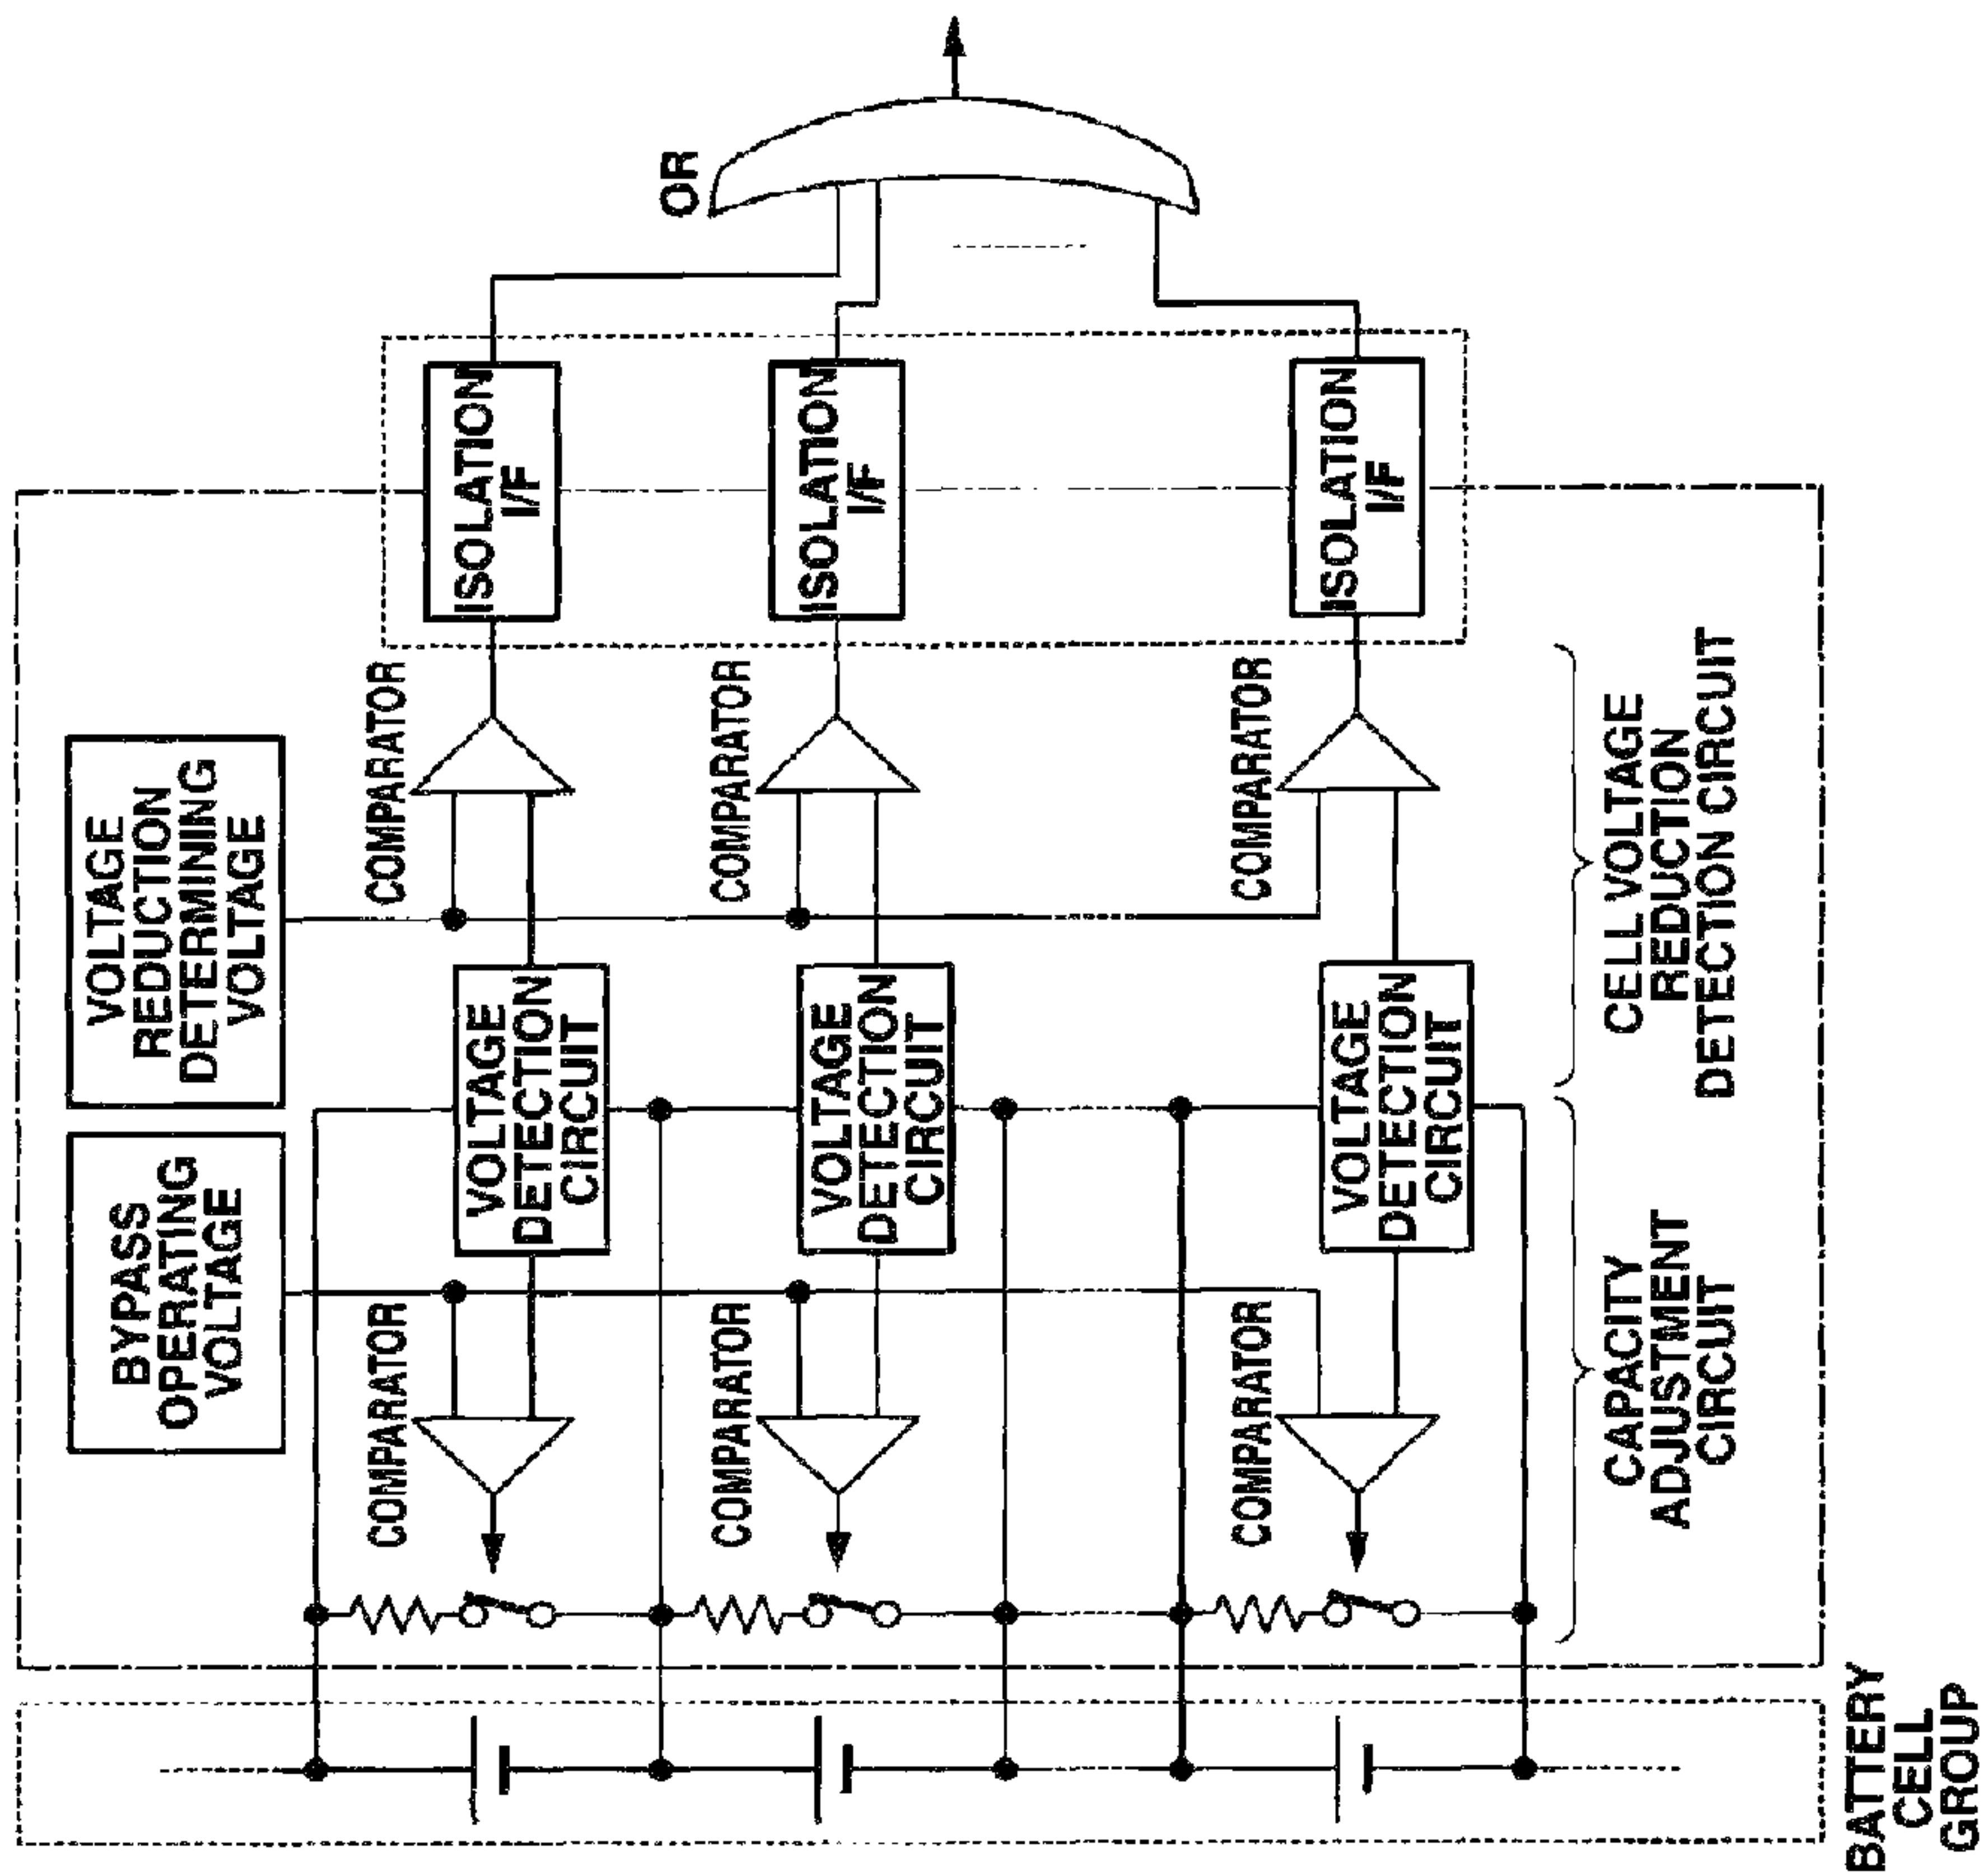 BATTERY
CELL
GROUP
BYPASS
OPERATING
VOLTAGE
VOLTAGE
REDUCTION
DETERMINING
VOLTAGE
COMPARATOR
VOLTAGE
DETECTION
CIRCUIT
COMPARATOR
ISOLATION
I/F
OR
COMPARATOR
VOLTAGE
DETECTION
CIRCUIT
COMPARATOR
ISOLATION
I/F
COMPARATOR
VOLTAGE
DETECTION
CIRCUIT
COMPARATOR
ISOLATION
I/F
CAPACITY
ADJUSTMENT
CIRCUIT
CELL VOLTAGE
REDUCTION
DETECTION CIRCUIT